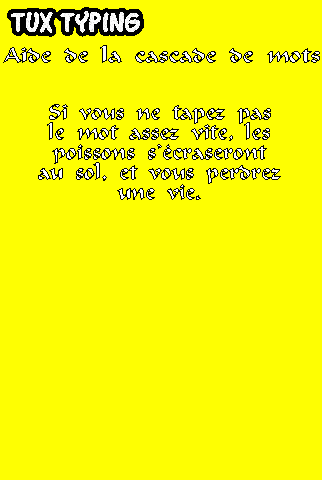 TUX TYPING
Aide de la cascade de mots
Si vous ne tapez pas
le mot assez vite, les
poissons s'écraseront
au sol, et vous perdrez
une vie.